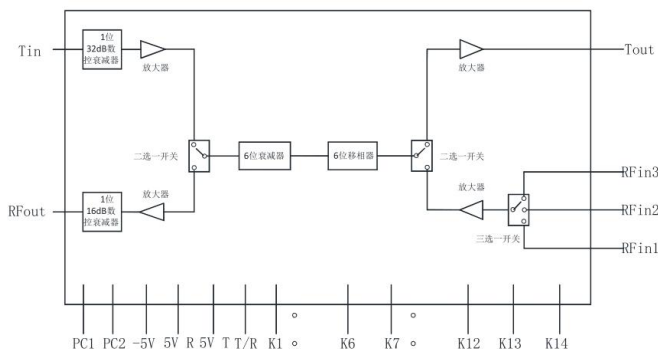 Tin
1位
32dB数
控衰减器
放大器
放大器
Tout
二选一开关
6位衰减器
6位移相器
二选一开关
RFout
1位
16dB数
控衰减器
放大器
放大器
三选一开关
RFin3
RFin2
RFin1
PC1 PC2 -5V 5V R 5V T T/R K1 K6 K7 K12 K13 K14